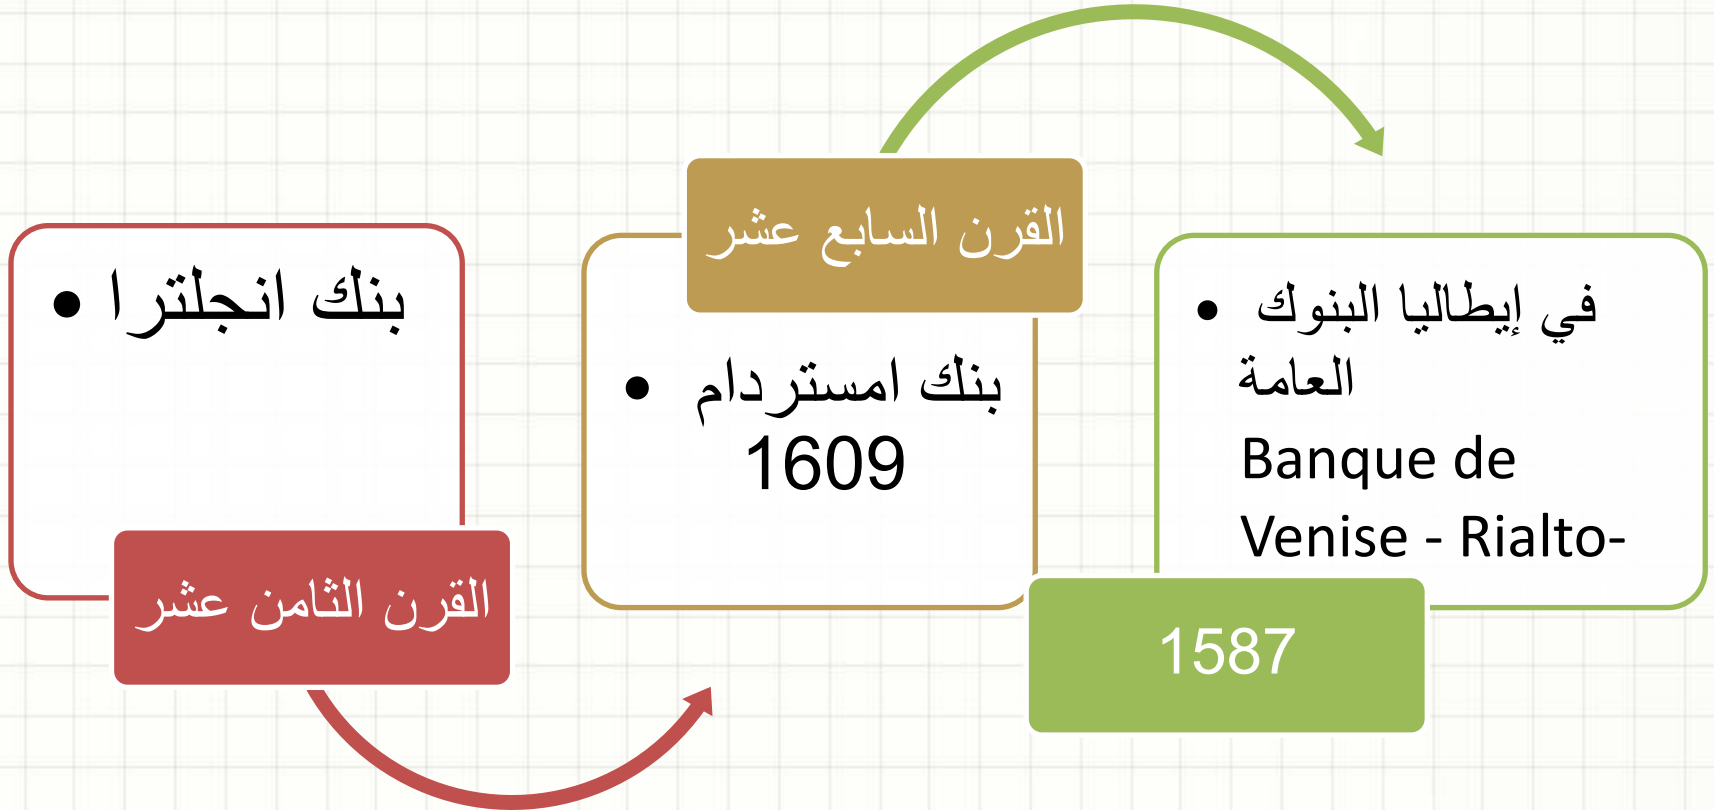 في إيطاليا البنوك •
العامة
Banque de
Venise - Rialto-
1587
القرن السابع عشر
بنك امستردام •
1609
بنك انجلترا •
القرن الثامن عشر